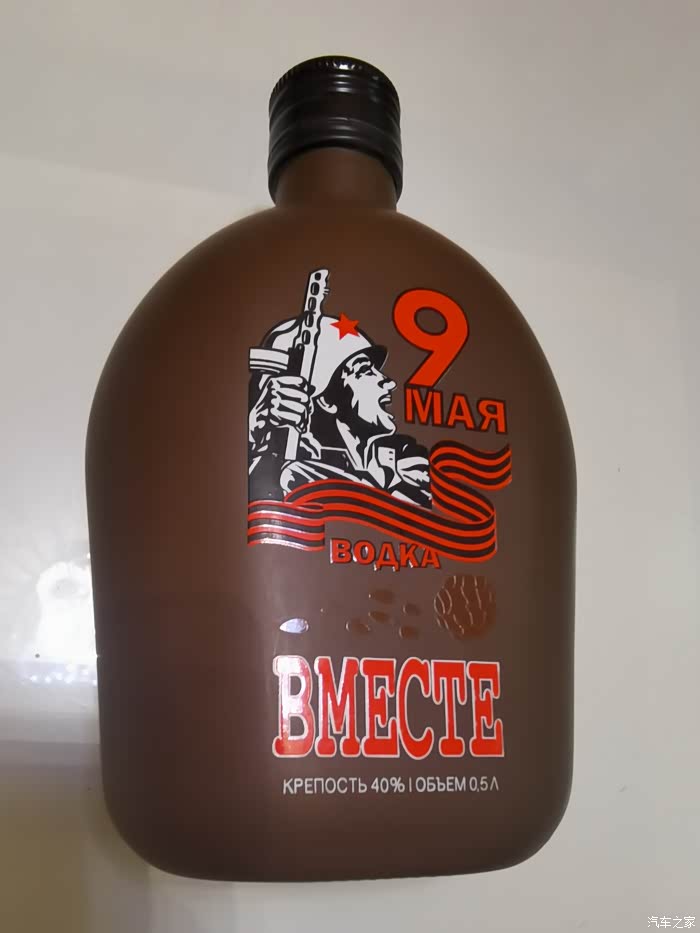 9
МАЯ
ВОДКА
ВМЕСТЕ
КРЕПОСТЬ 40% | ОБЪЕМ 0,5 Л
汽车之家